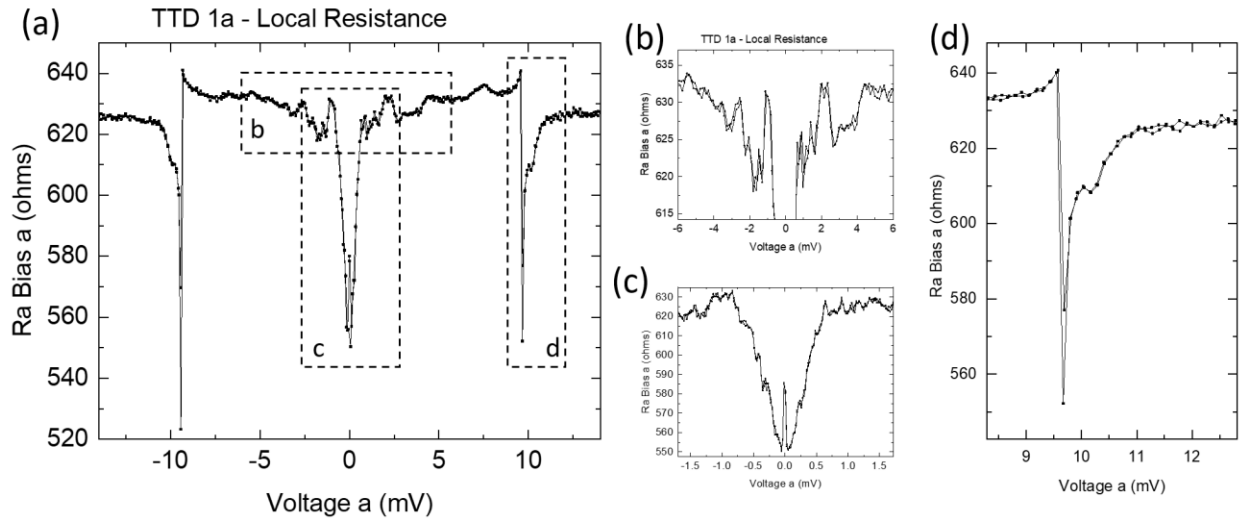 (a)
TTD 1a - Local Resistance
Ra Bias a (ohms)
640
620
600
580
560
540
520
b
c
d
-10 -5 0 5 10
Voltage a (mV)
(b)
TTD 1a - Local Resistance
Ra Bias a (ohms)
635
630
625
620
615
-6 -4 -2 0 2 4 6
Voltage a (mV)
(c)
Ra Bias a (ohms)
630
620
610
600
590
580
570
560
550
-1.5 -1.0 -0.5 0.0 0.5 1.0 1.5
Voltage a (mV)
(d)
Ra Bias a (ohms)
640
620
600
580
560
9 10 11 12
Voltage a (mV)